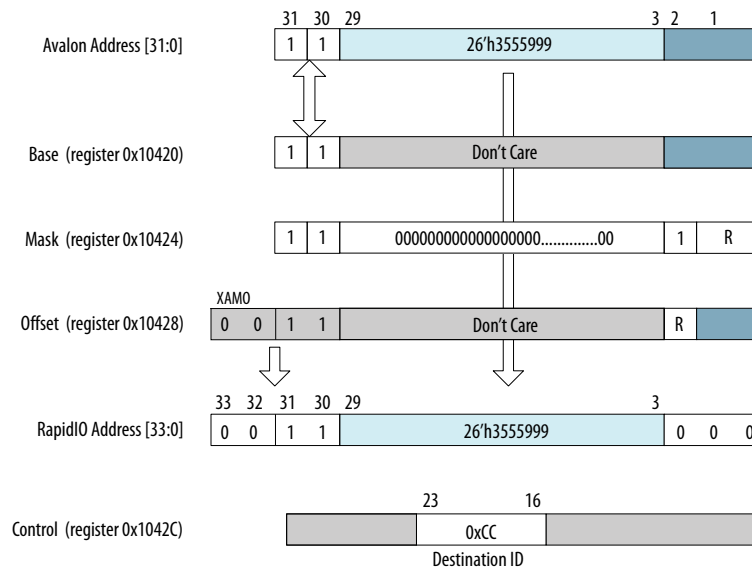 31 30 29 3 2 1
Avalon Address [31:0] 1 1 26’h3555999
Base (register 0x10420) 1 1 Don’t Care
Mask (register 0x10424) 1 1 0000000000000000000.............00 1 R
XAMO
Offset (register 0x10428) 0 0 1 1 Don’t Care R
33 32 31 30 29 3
RapidIO Address [33:0] 0 0 1 1 26’h3555999 0 0 0
23 16
Control (register 0x1042C) 0xCC
Destination ID